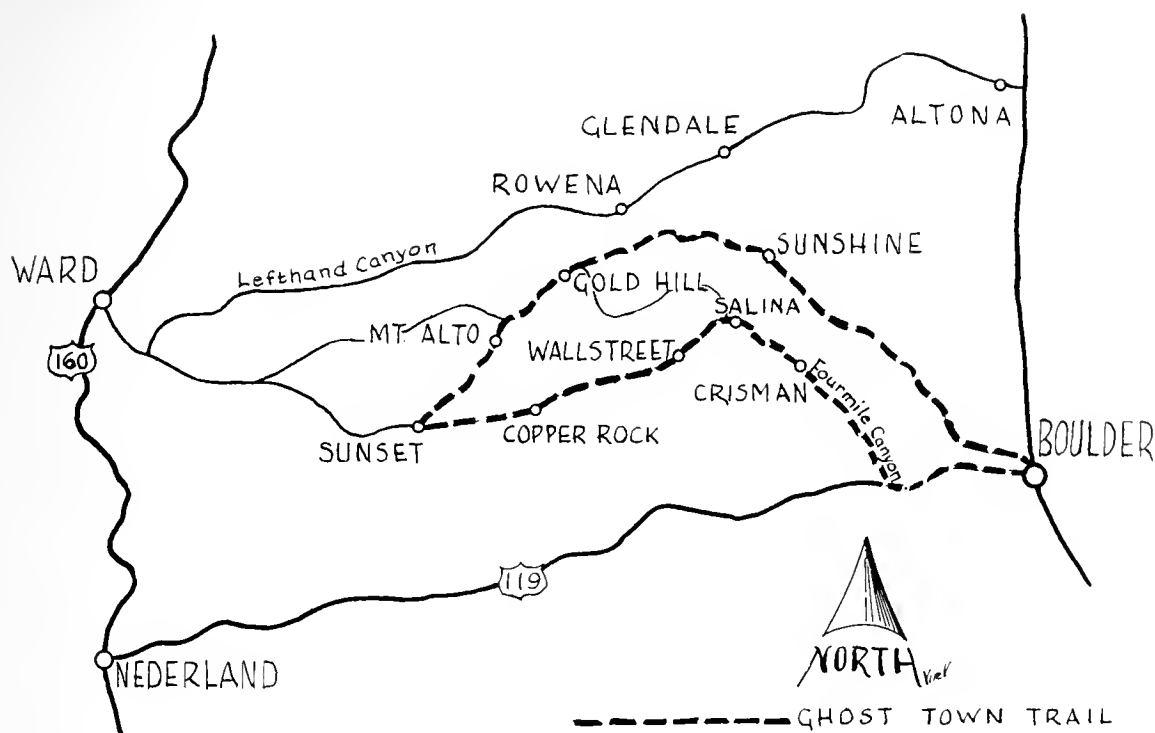 ALTONA
GLENDALE
ROWENA
SUNSHINE
Lefthand Canyon
WARD
GOLD HILL
SALINA
MT. ALTO
WALLSTREET
160
CRISMAN
Fourmile Canyon
SUNSET
COPPER ROCK
BOULDER
119
NORTH
NEDERLAND
GHOST TOWN TRAIL